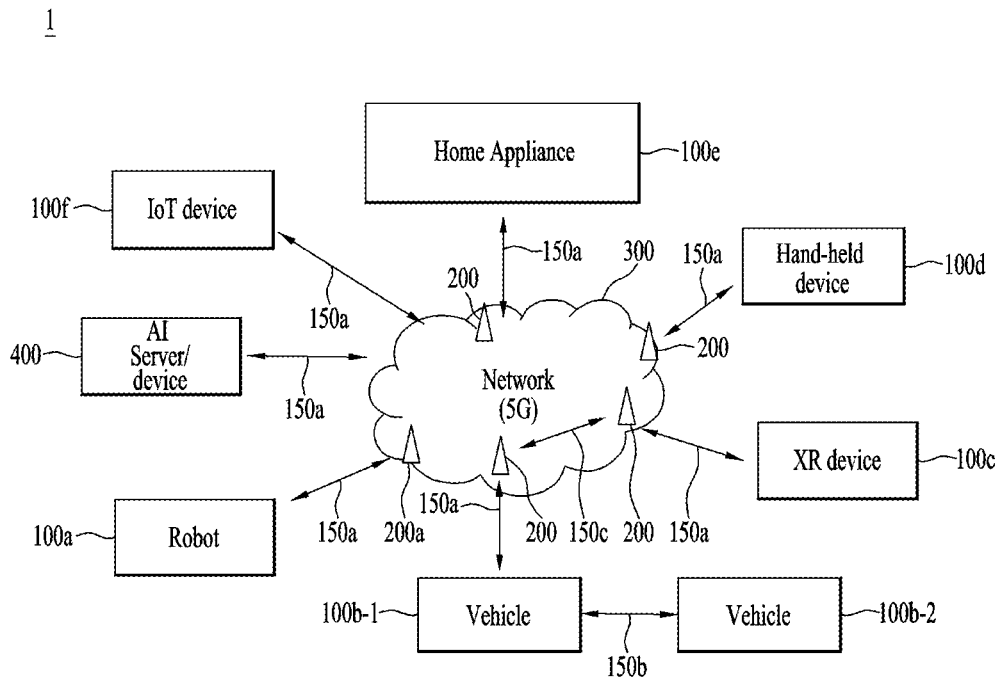 1
Home Appliance
100e
100f
IoT device
150a
200
300
150a
Hand-held
device
100d
150a
400
AI
Server/
device
150a
200
Network
(5G)
XR device
100c
100a
Robot
150a
200a
150a
200
150c
200
150a
100b-1
Vehicle
Vehicle
100b-2
150b